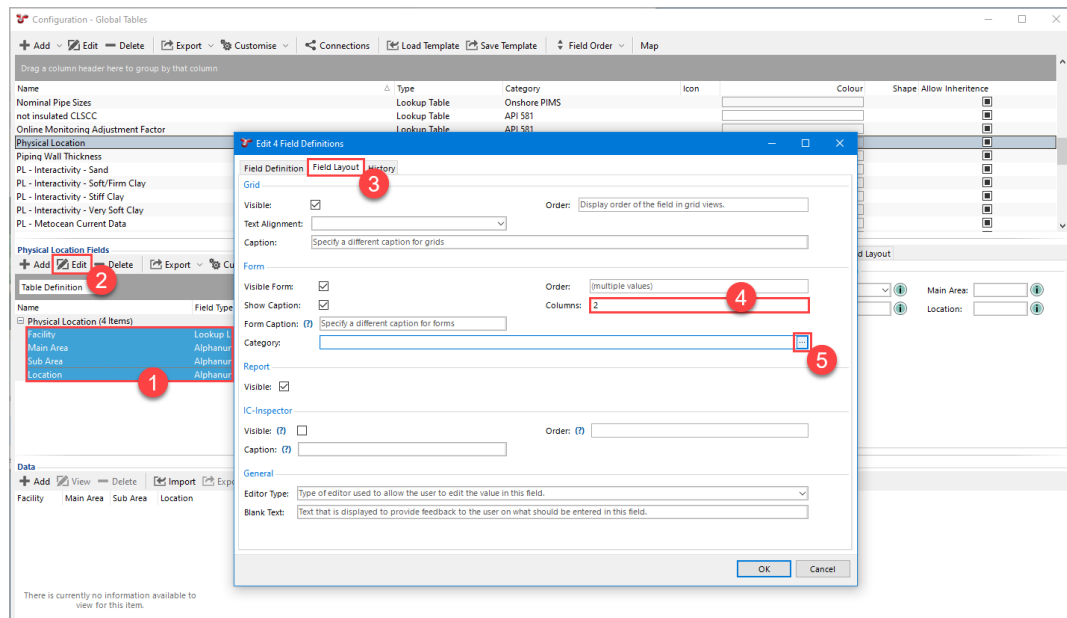 Configuration - Global Tables
Add Edit Delete Export Customise Connections Load Template Save Template Field Order Map
Drag a column header here to group by that column
Name Type Category Icon Colour Shape Allow Inheritence
Nominal Pipe Sizes Lookup Table Onshore PIMS
not insulated CLSCC Lookup Table API 581
Online Monitoring Adjustment Factor Lookup Table API 581
Physical Location
Piping Wall Thickness
PL - Interactivity - Sand
PL - Interactivity - Soft/Firm Clay
PL - Interactivity - Stiff Clay
PL - Interactivity - Very Soft Clay
PL - Metocean Current Data
Physical Location Fields
Add Edit Delete Export Cu
2
Table Definition
Name Field Type
Physical Location (4 Items)
Facility Lookup L
Main Area Alphanur
Sub Area Alphanur
Location Alphanur
1
Edit 4 Field Definitions
Field Definition Field Layout History
3
Grid
Visible: Order: Display order of the field in grid views.
Text Alignment:
Caption: Specify a different caption for grids
Form
Visible Form: Order: (multiple values)
Show Caption: Columns: 2
4
Form Caption: (?) Specify a different caption for forms
Category: ...
5
Report
Visible:
IC-Inspector
Visible: (?) Order: (?)
Caption: (?)
General
Editor Type: Type of editor used to allow the user to edit the value in this field.
Blank Text: Text that is displayed to provide feedback to the user on what should be entered in this field.
OK Cancel
d Layout
Main Area:
Location:
Data
Add View Delete Import Expo
Facility Main Area Sub Area Location
There is currently no information available to
view for this item.